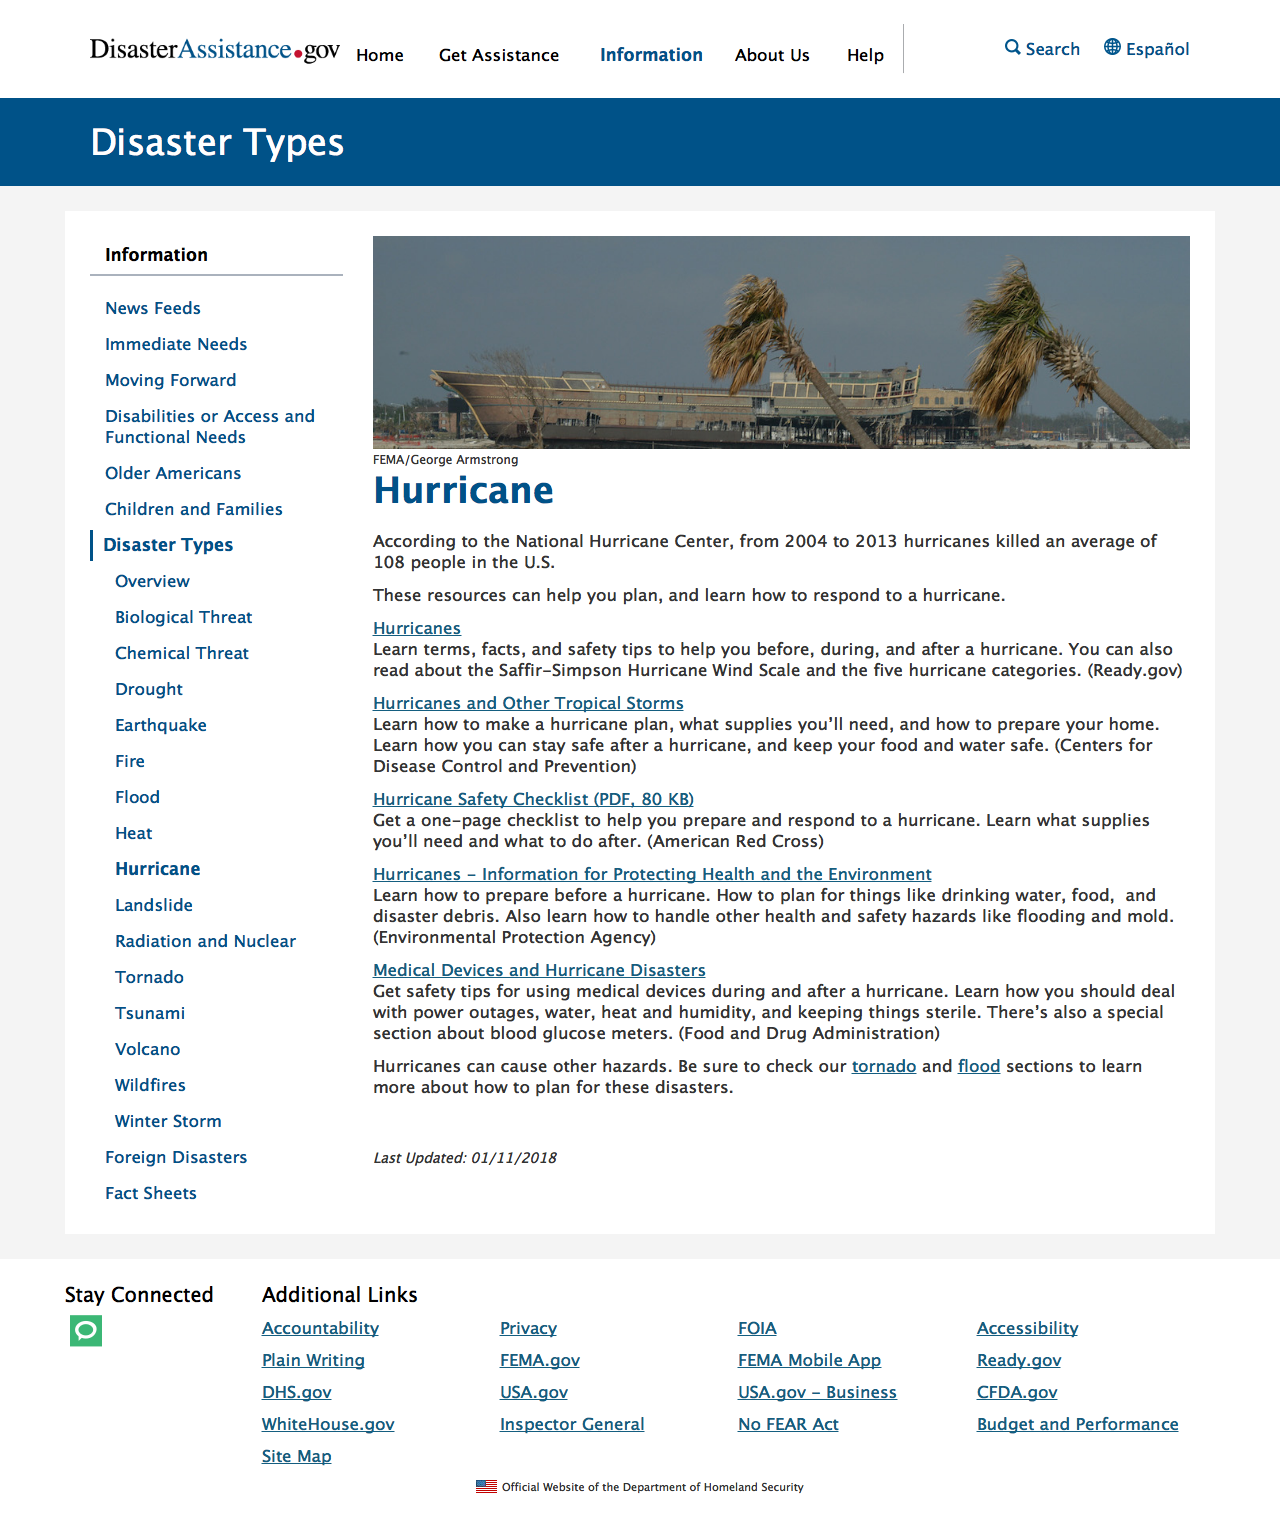 DisasterAssistance.gov
Home
Get Assistance
Information
About Us
Help
Search
Español
Disaster Types
Information
News Feeds
Immediate Needs
Moving Forward
Disabilities or Access and
Functional Needs
Older Americans
Children and Families
Disaster Types
Overview
Biological Threat
Chemical Threat
Drought
Earthquake
Fire
Flood
Heat
Hurricane
Landslide
Radiation and Nuclear
Tornado
Tsunami
Volcano
Wildfires
Winter Storm
Foreign Disasters
Fact Sheets
FEMA/George Armstrong
Hurricane
According to the National Hurricane Center, from 2004 to 2013 hurricanes killed an average of
108 people in the U.S.
These resources can help you plan, and learn how to respond to a hurricane.
Hurricanes
Learn terms, facts, and safety tips to help you before, during, and after a hurricane. You can also
read about the Saffir-Simpson Hurricane Wind Scale and the five hurricane categories. (Ready.gov)
Hurricanes and Other Tropical Storms
Learn how to make a hurricane plan, what supplies you’ll need, and how to prepare your home.
Learn how you can stay safe after a hurricane, and keep your food and water safe. (Centers for
Disease Control and Prevention)
Hurricane Safety Checklist (PDF, 80 KB)
Get a one-page checklist to help you prepare and respond to a hurricane. Learn what supplies
you’ll need and what to do after. (American Red Cross)
Hurricanes – Information for Protecting Health and the Environment
Learn how to prepare before a hurricane. How to plan for things like drinking water, food,  and
disaster debris. Also learn how to handle other health and safety hazards like flooding and mold.
(Environmental Protection Agency)
Medical Devices and Hurricane Disasters
Get safety tips for using medical devices during and after a hurricane. Learn how you should deal
with power outages, water, heat and humidity, and keeping things sterile. There’s also a special
section about blood glucose meters. (Food and Drug Administration)
Hurricanes can cause other hazards. Be sure to check our tornado and flood sections to learn
more about how to plan for these disasters.
Last Updated: 01/11/2018
Stay Connected
Additional Links
Accountability
Privacy
FOIA
Accessibility
Plain Writing
FEMA.gov
FEMA Mobile App
Ready.gov
DHS.gov
USA.gov
USA.gov – Business
CFDA.gov
WhiteHouse.gov
Inspector General
No FEAR Act
Budget and Performance
Site Map
Official Website of the Department of Homeland Security